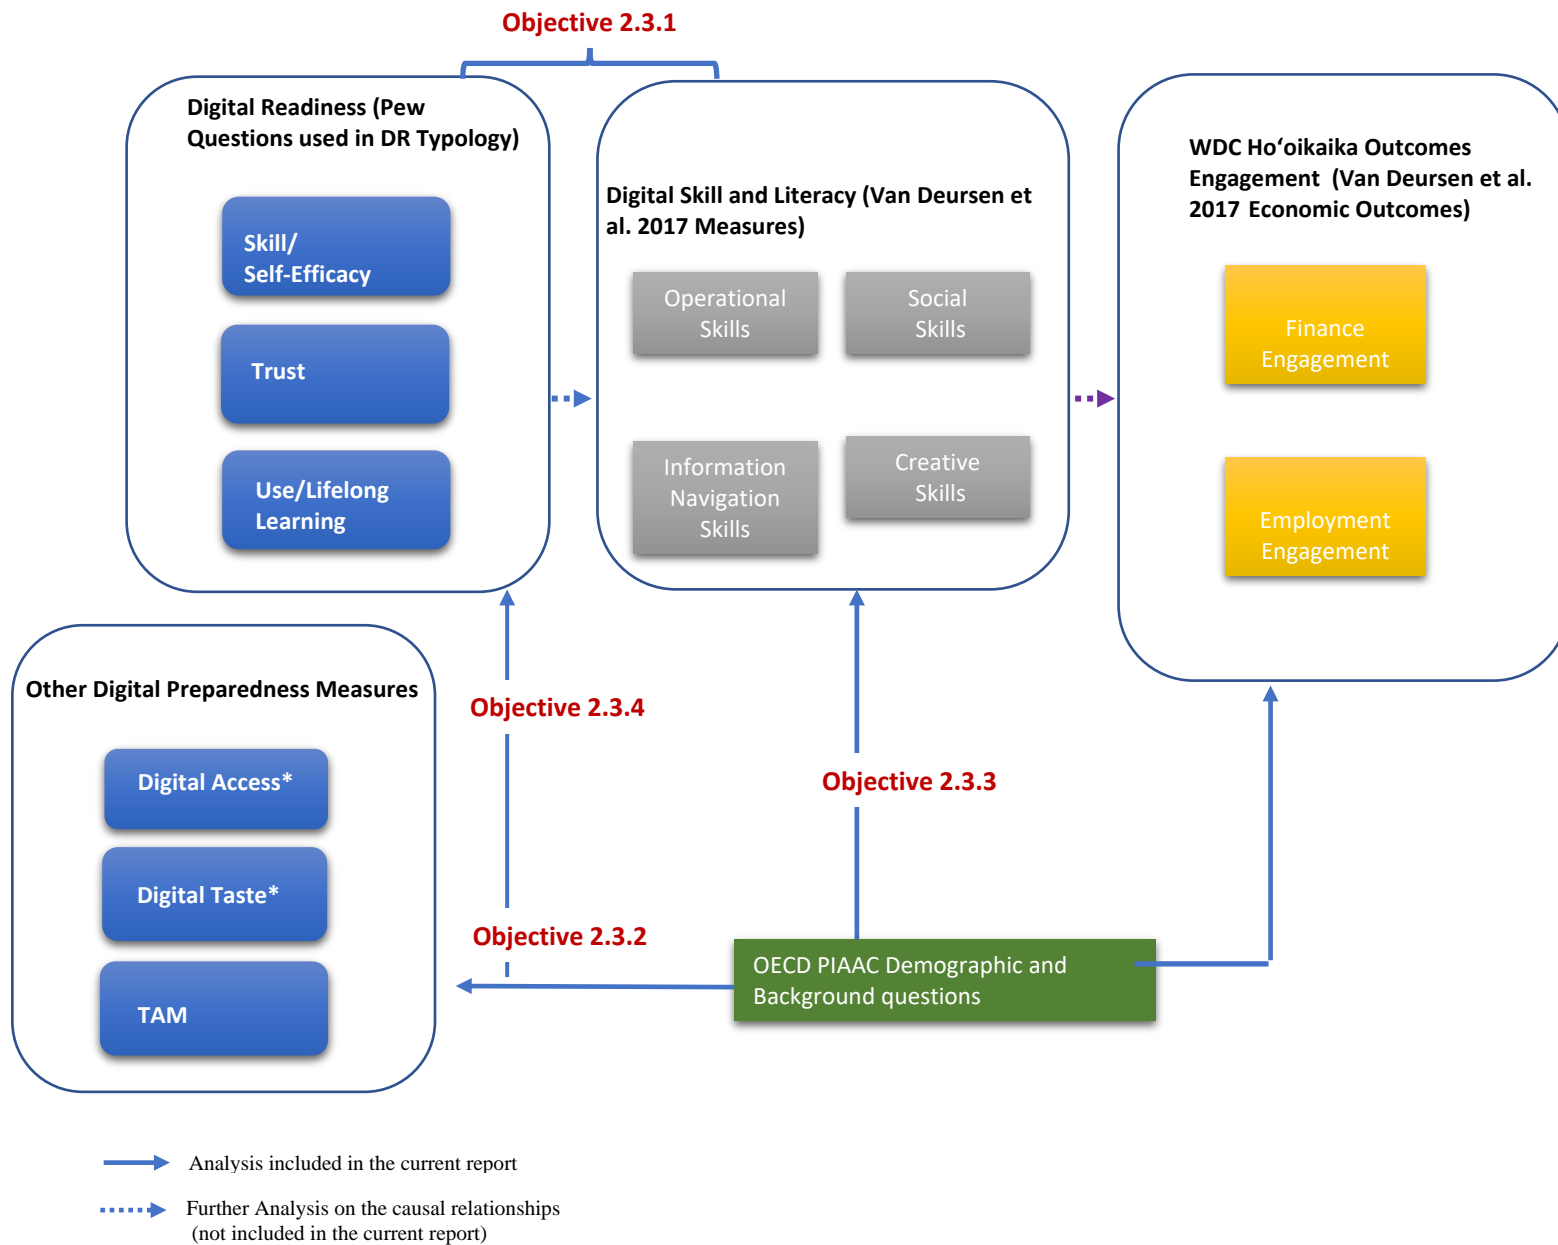 Objective 2.3.1
Digital Readiness (Pew
Questions used in DR Typology)
Skill/
Self-Efficacy
Trust
Use/Lifelong
Learning
Digital Skill and Literacy (Van Deursen et
al. 2017 Measures)
Operational
Skills
Social
Skills
Information
Navigation
Skills
Creative
Skills
WDC Hoʻoikaika Outcomes
Engagement (Van Deursen et al.
2017 Economic Outcomes)
Finance
Engagement
Employment
Engagement
Other Digital Preparedness Measures
Digital Access*
Digital Taste*
TAM
Objective 2.3.4
Objective 2.3.3
Objective 2.3.2
OECD PIAAC Demographic and
Background questions
Analysis included in the current report
Further Analysis on the causal relationships
(not included in the current report)